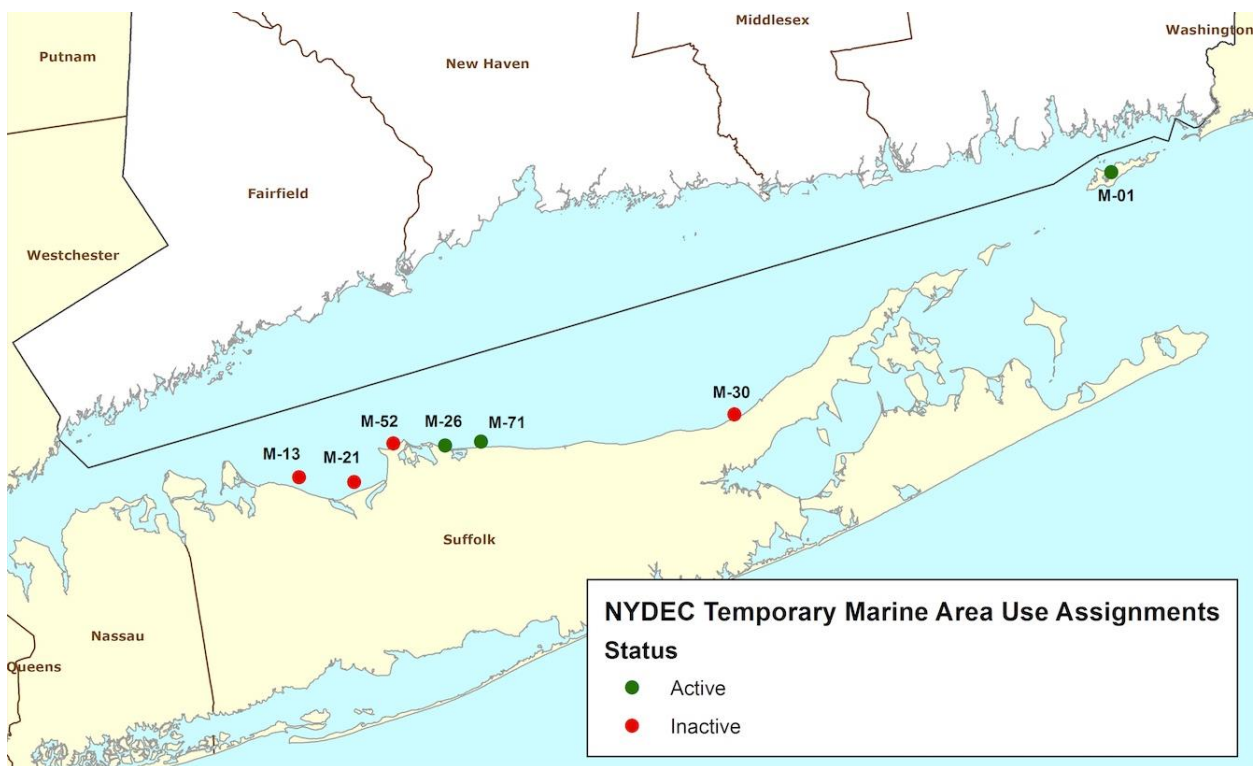 Middlesex
Washington
Putnam
New Haven
Fairfield
M-01
Westchester
M-30
M-52
M-26
M-71
M-13
M-21
Suffolk
Nassau
Queens
NYDEC Temporary Marine Area Use Assignments
Status
Active
Inactive